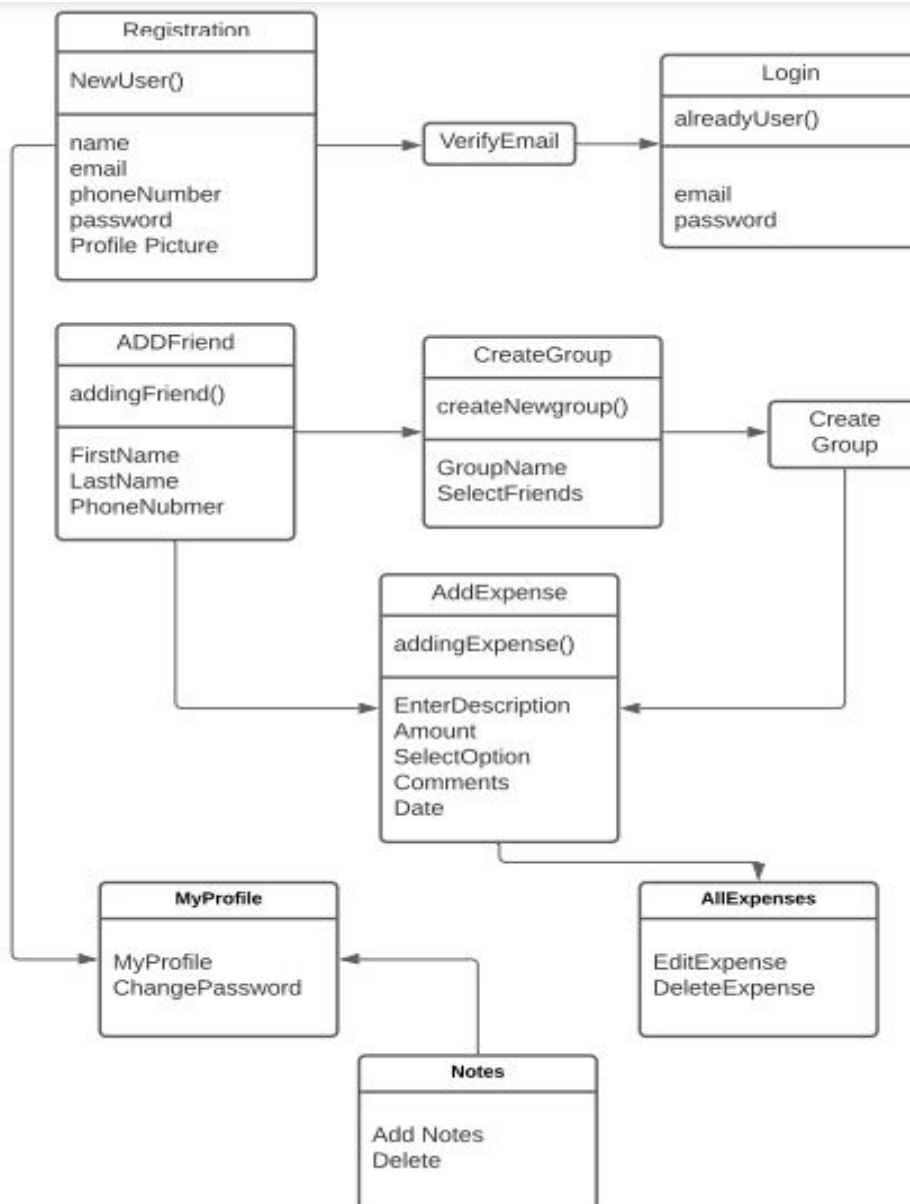 Registration
NewUser()
name
email
phoneNumber
password
Profile Picture
VerifyEmail
Login
alreadyUser()
email
password
ADDFriend
addingFriend()
FirstName
LastName
PhoneNubmer
CreateGroup
createNewgroup()
GroupName
SelectFriends
Create
Group
AddExpense
addingExpense()
EnterDescription
Amount
SelectOption
Comments
Date
MyProfile
MyProfile
ChangePassword
AllExpenses
EditExpense
DeleteExpense
Notes
Add Notes
Delete